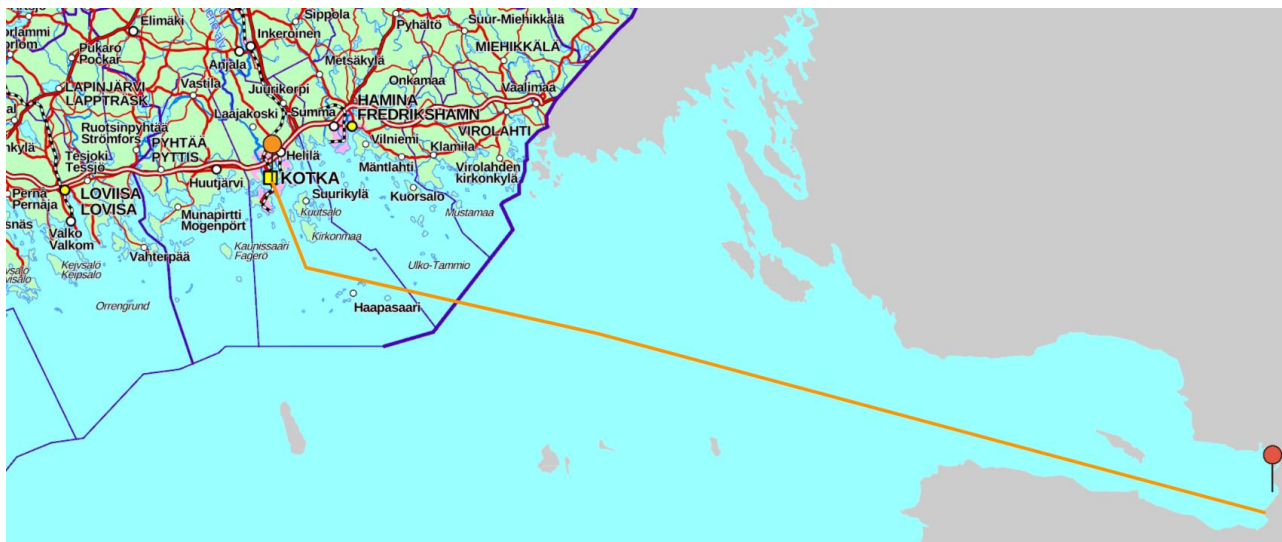 Elimäki
Sippola
Pyhältö
Suur-Miehikkälä
Inkeroinen
Pukaro
Pockar
Anjala
Metsäkylä
MIEHIKKÄLÄ
Onkamaa
LAPINJÄRVI
LAPPTRÄSK
Vastila
Juurikorpi
Vaalimaa
HAMINA
FREDRIKSHAMN
Summa
Laajakoski
Ruotsinpyhtää
Strömfors
PYHTÄÄ
PYTTIS
VIROLAHTI
Vilniemi
Klamila
Tesjoki
Tessjö
Helilä
Mäntlahti
Virolahden
kirkonkylä
Huutjärvi
KOTKA
LOVIISA
LOVISA
Pernå
Pernäja
Suurikylä
Kuorsalo
Munapirtti
Mogenpört
Kuutsalo
Mustamaa
Valko
Valkom
Kirkonmaa
Kaunissaari
Fagerö
Vahterpää
Keipsalo
Ulko-Tammio
Orrengrund
Haapasaari